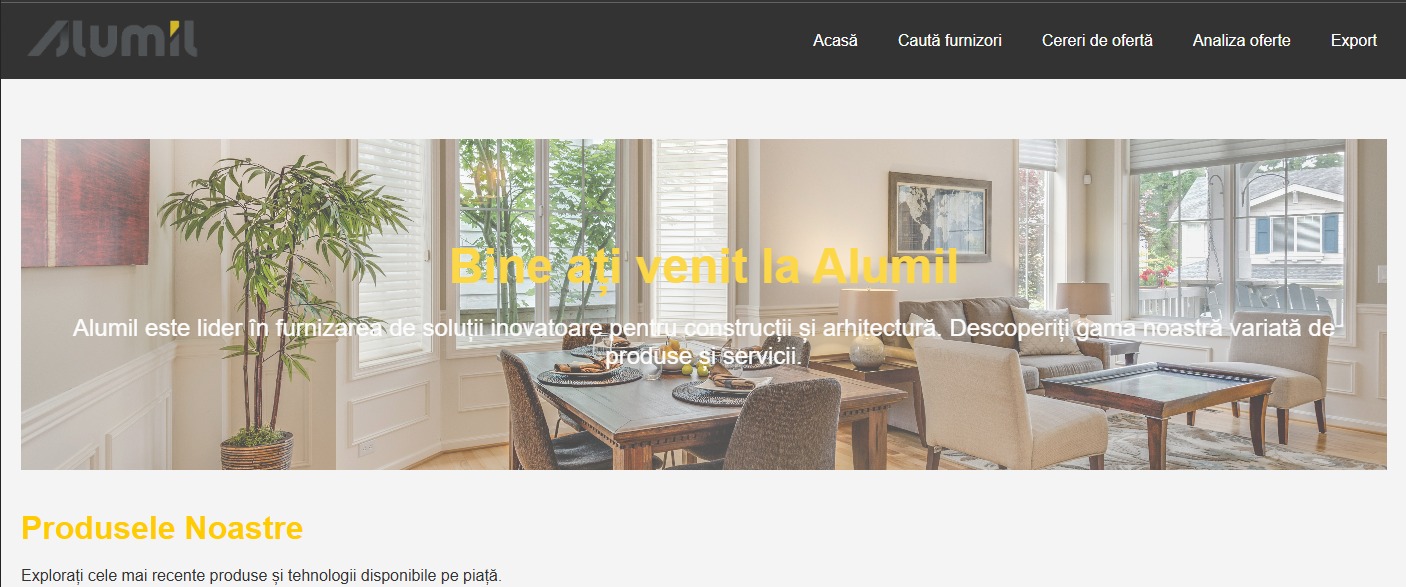 Alumil
Acasă
Caută furnizori
Cereri de ofertă
Analiza oferte
Export
Bine ați venit la Alumil
Alumil este lider în furnizarea de soluții inovatoare pentru construcții și arhitectură. Descoperiți gama noastră variată de
produse și servicii.
Produsele Noastre
Explorați cele mai recente produse și tehnologii disponibile pe piață.